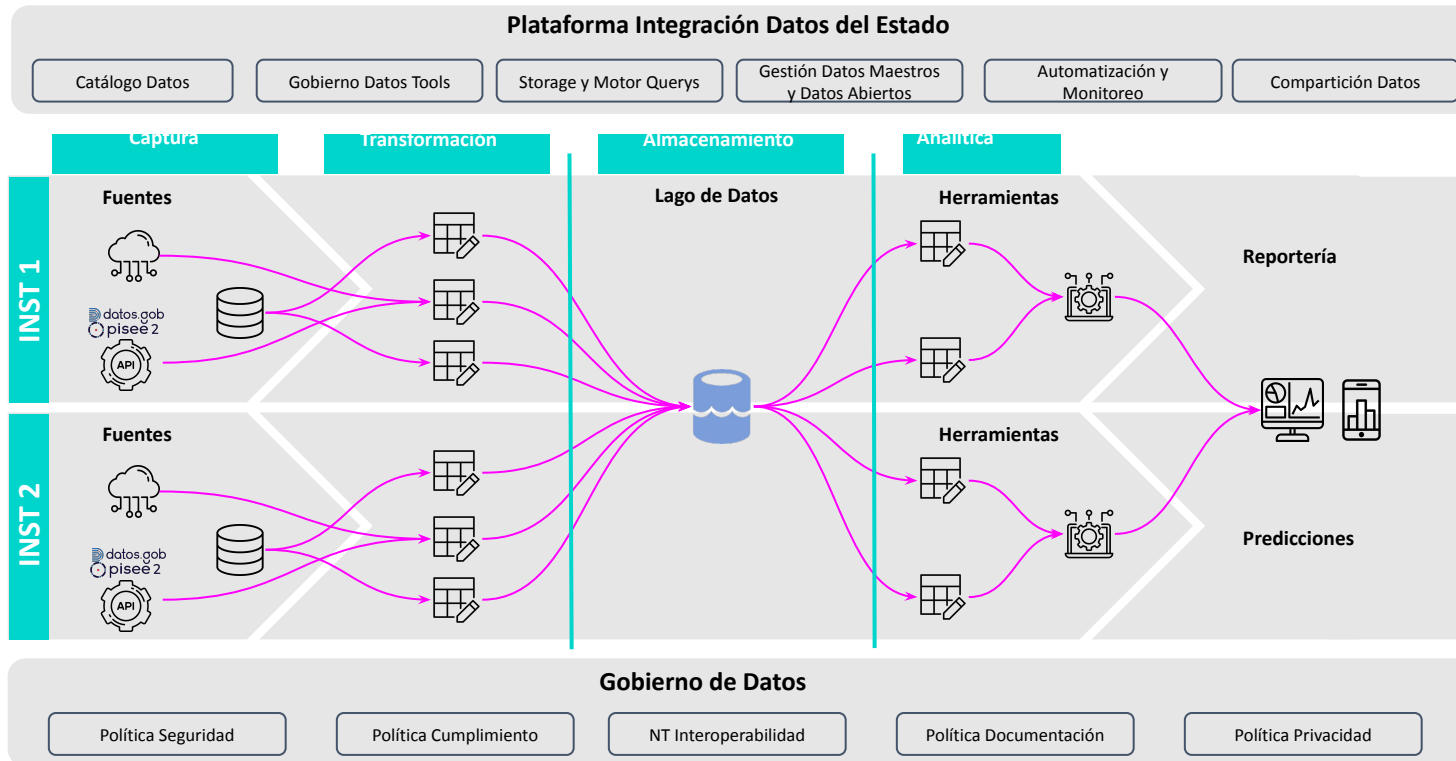 Plataforma Integración Datos del Estado
Catálogo Datos
Gobierno Datos Tools
Storage y Motor Querys
Gestión Datos Maestros
y Datos Abiertos
Automatización y
Monitoreo
Compartición Datos
Captura
Transformación
Almacenamiento
Analítica
INST 1
Fuentes
datos.gob
pisee 2
API
Lago de Datos
Herramientas
Reportería
INST 2
Fuentes
datos.gob
pisee 2
API
Herramientas
Predicciones
Gobierno de Datos
Política Seguridad
Política Cumplimiento
NT Interoperabilidad
Política Documentación
Política Privacidad